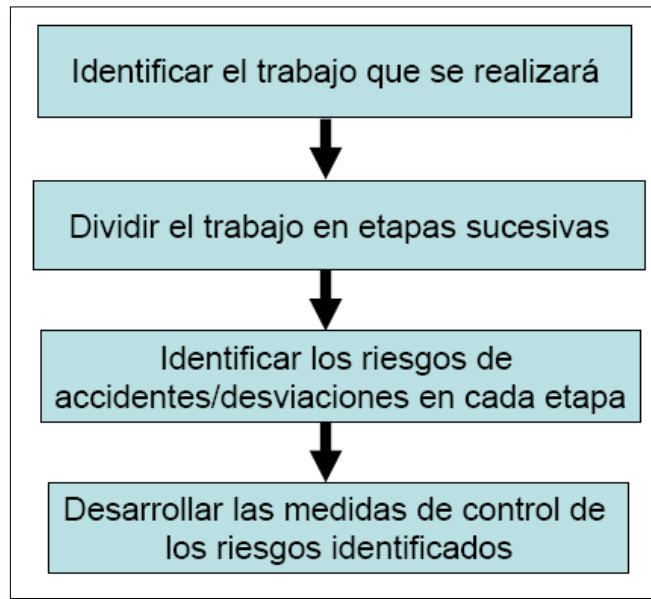 Identificar el trabajo que se realizará
Dividir el trabajo en etapas sucesivas
Identificar los riesgos de
accidentes/desviaciones en cada etapa
Desarrollar las medidas de control de
los riesgos identificados